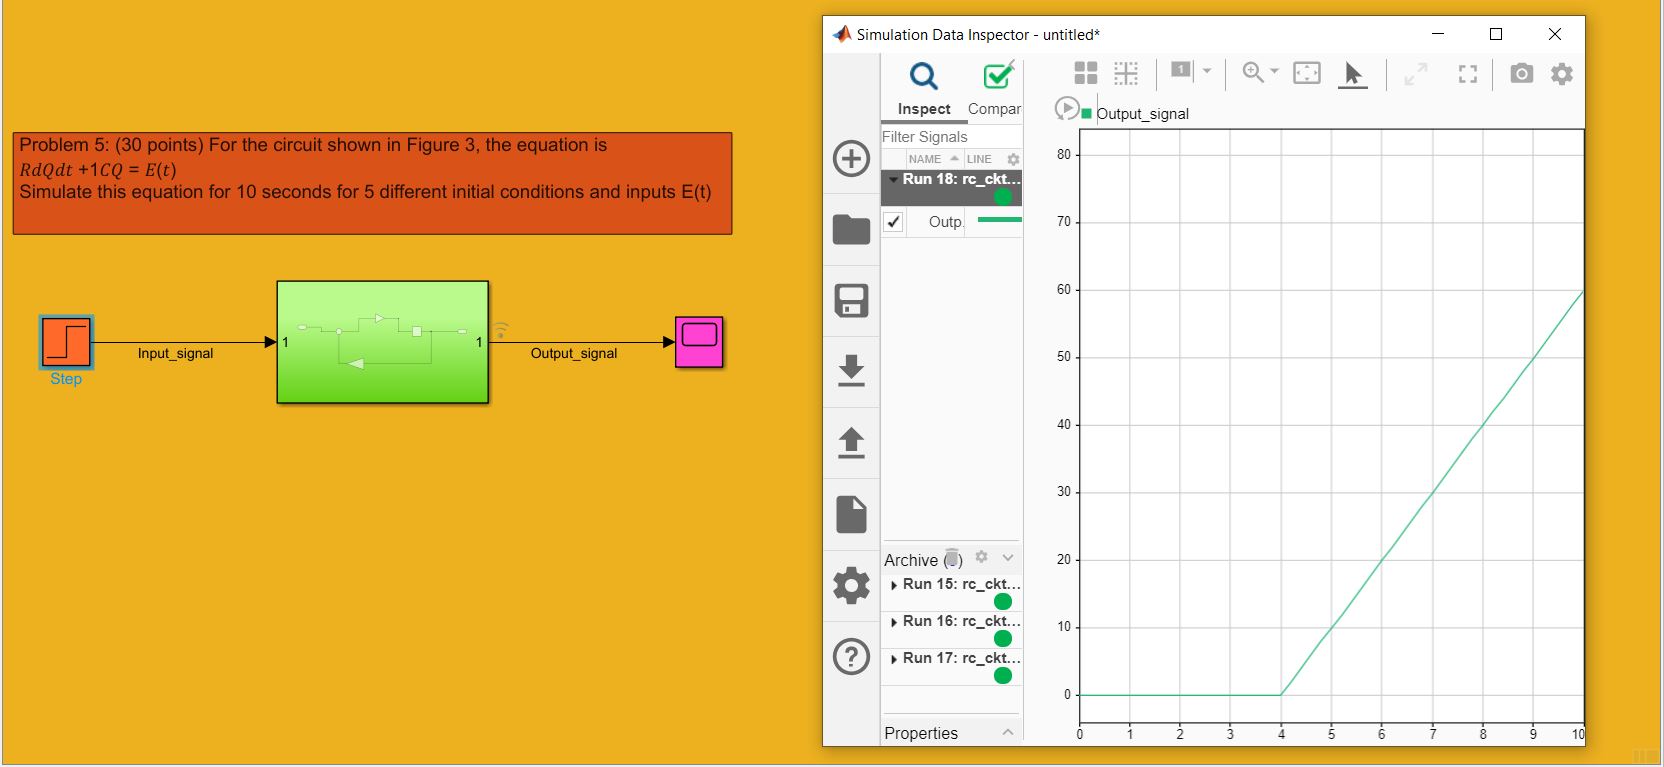 Simulation Data Inspector - untitled*
Inspect
Compar
Filter Signals
NAME
LINE
Run 18: rc_ckt...
Outp.
Archive
Run 15: rc_ckt...
Run 16: rc_ckt...
Run 17: rc_ckt...
Properties
1
Output_signal
80
70
60
50
40
30
20
10
0
0 1 2 3 4 5 6 7 8 9 10
Problem 5: (30 points) For the circuit shown in Figure 3, the equation is
RdQdt +1CQ = E(t)
Simulate this equation for 10 seconds for 5 different initial conditions and inputs E(t)
Step
Input_signal
1
1
Output_signal